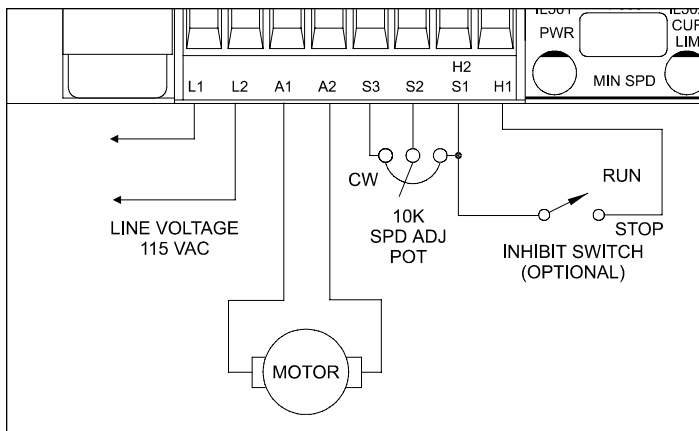 PWR
CUR
LIM
MIN SPD
H2
L1 L2 A1 A2 S3 S2 S1 H1
CW
10K
SPD ADJ
POT
RUN
STOP
INHIBIT SWITCH
(OPTIONAL)
LINE VOLTAGE
115 VAC
MOTOR